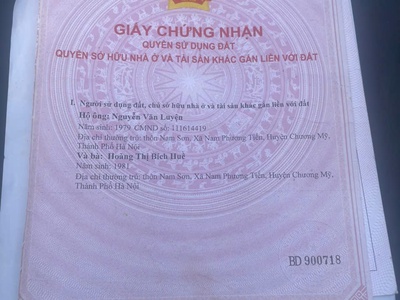 GIẤY CHỨNG NHẬN
QUYỀN SỬ DỤNG ĐẤT
QUYỀN SỞ HỮU NHÀ Ở VÀ TÀI SẢN KHÁC GẮN LIỀN VỚI ĐẤT
I. Người sử dụng đất, chủ sở hữu nhà ở và tài sản khác gắn liền với đất
Hộ ông: Nguyễn Văn Luyện
Năm sinh: 1979, CMND số: 111614419
Địa chỉ thường trú: thôn Nam Sơn, Xã Nam Phương Tiến, Huyện Chương Mỹ,
Thành Phố Hà Nội
Và bà: Hoàng Thị Bích Huê
Năm sinh: 1981
Địa chỉ thường trú: thôn Nam Sơn, Xã Nam Phương Tiến, Huyện Chương Mỹ,
Thành Phố Hà Nội
BD 900718